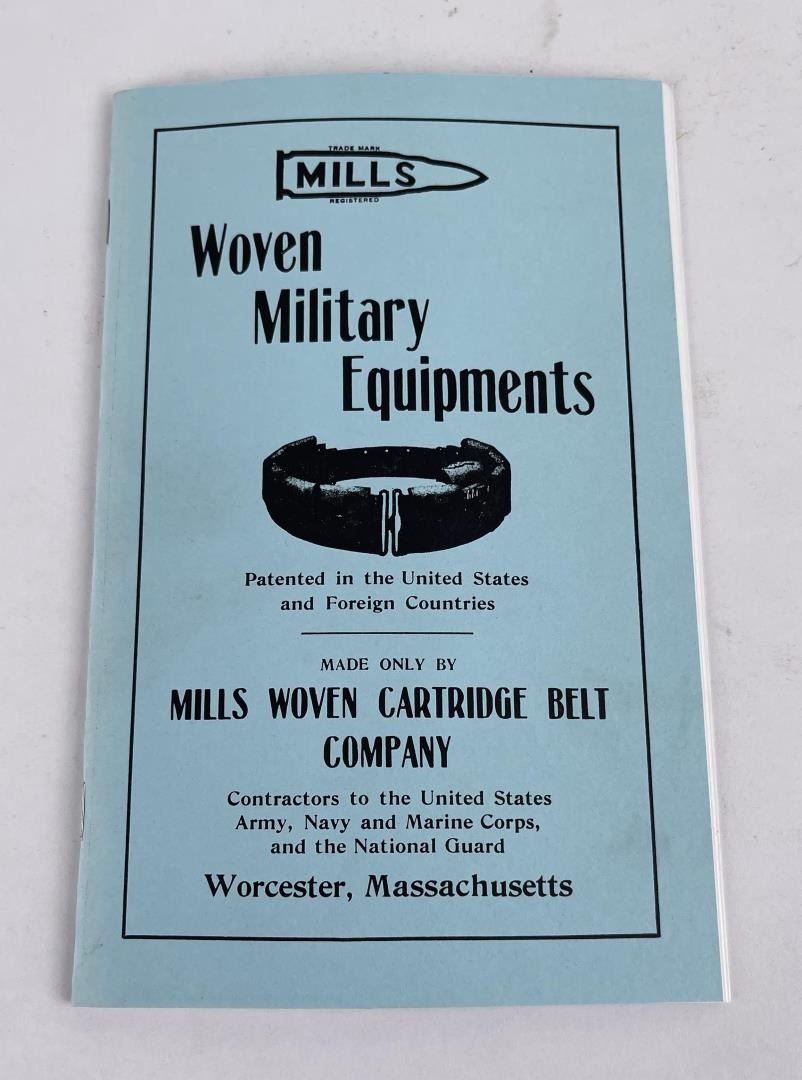 TRADE MARK
MILLS
REGISTERED
Woven
Military
Equipments
Patented in the United States
and Foreign Countries
MADE ONLY BY
MILLS WOVEN CARTRIDGE BELT
COMPANY
Contractors to the United States
Army, Navy and Marine Corps,
and the National Guard
Worcester, Massachusetts